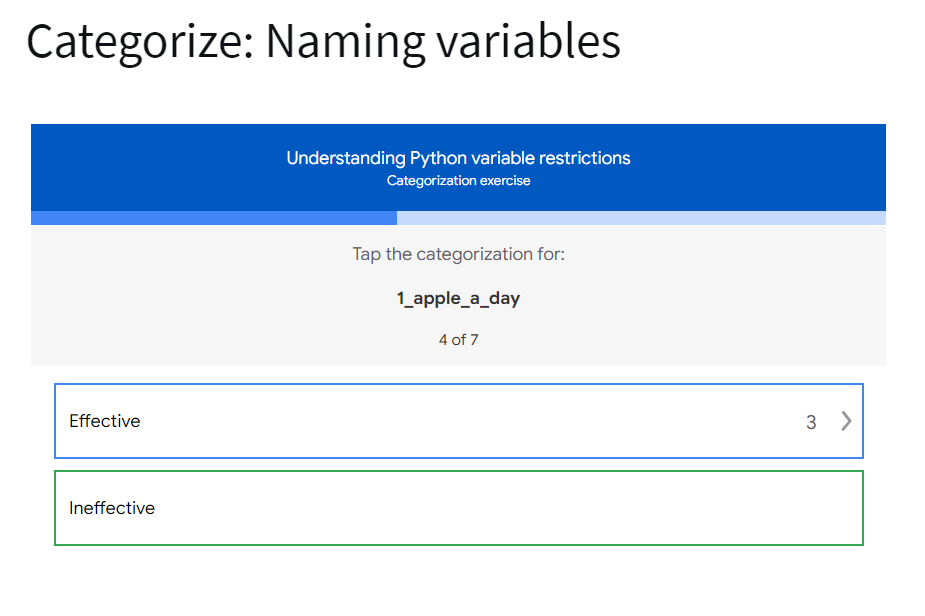 Categorize: Naming variables
Understanding Python variable restrictions
Categorization exercise
Tap the categorization for:
1_apple_a_day
4 of 7
Effective 3
Ineffective